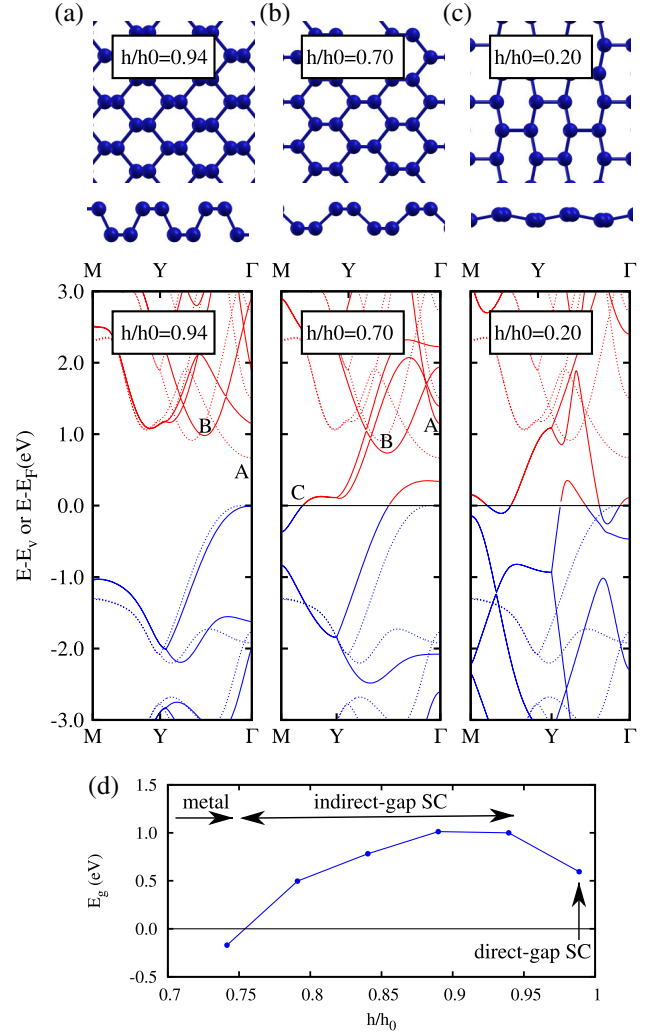 (a) (b) (c)
h/h0=0.94 h/h0=0.70 h/h0=0.20
M Y Γ M Y Γ M Y Γ
E-E_v or E-E_F(eV)
3.0
2.0
1.0
0.0
-1.0
-2.0
-3.0
h/h0=0.94 h/h0=0.70 h/h0=0.20
B
A
A
B
C
M Y Γ M Y Γ M Y Γ
(d)
E_g (eV)
1.5
1.0
0.5
0.0
-0.5
metal indirect-gap SC
direct-gap SC
0.7 0.75 0.8 0.85 0.9 0.95 1
h/h_0